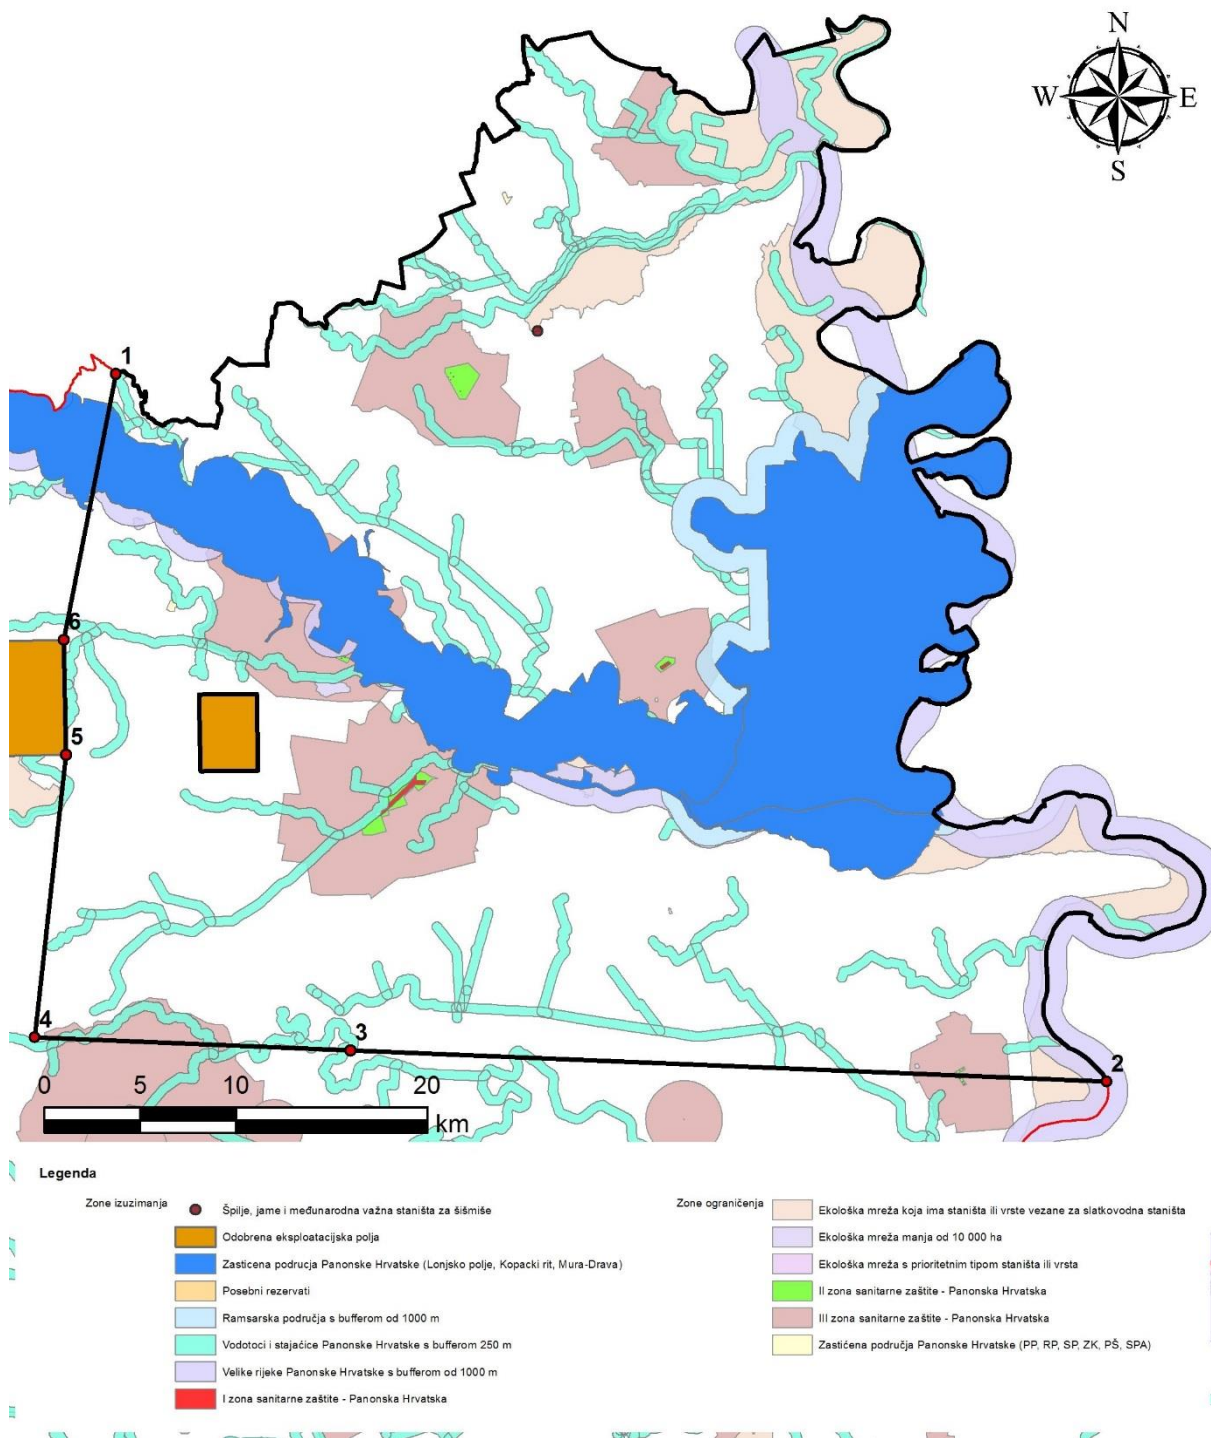 N
W E
S
1
6
5
4
3
2
0 5 10 20
km
Legenda
Zone izuzimanja
Špilje, jame i međunarodna važna staništa za šišmiše
Odobrena eksploatacijska polja
Zasticena podrucja Panonske Hrvatske (Lonjsko polje, Kopacki rit, Mura-Drava)
Posebni rezervati
Ramsarska područja s bufferom od 1000 m
Vodotoci i stajaćice Panonske Hrvatske s bufferom 250 m
Velike rijeke Panonske Hrvatske s bufferom od 1000 m
I zona sanitarne zaštite - Panonska Hrvatska
Zone ograničenja
Ekološka mreža koja ima staništa ili vrste vezane za slatkovodna staništa
Ekološka mreža manja od 10 000 ha
Ekološka mreža s prioritetnim tipom staništa ili vrsta
II zona sanitarne zaštite - Panonska Hrvatska
III zona sanitarne zaštite - Panonska Hrvatska
Zastićena područja Panonske Hrvatske (PP, RP, SP, ZK, PŠ, SPA)